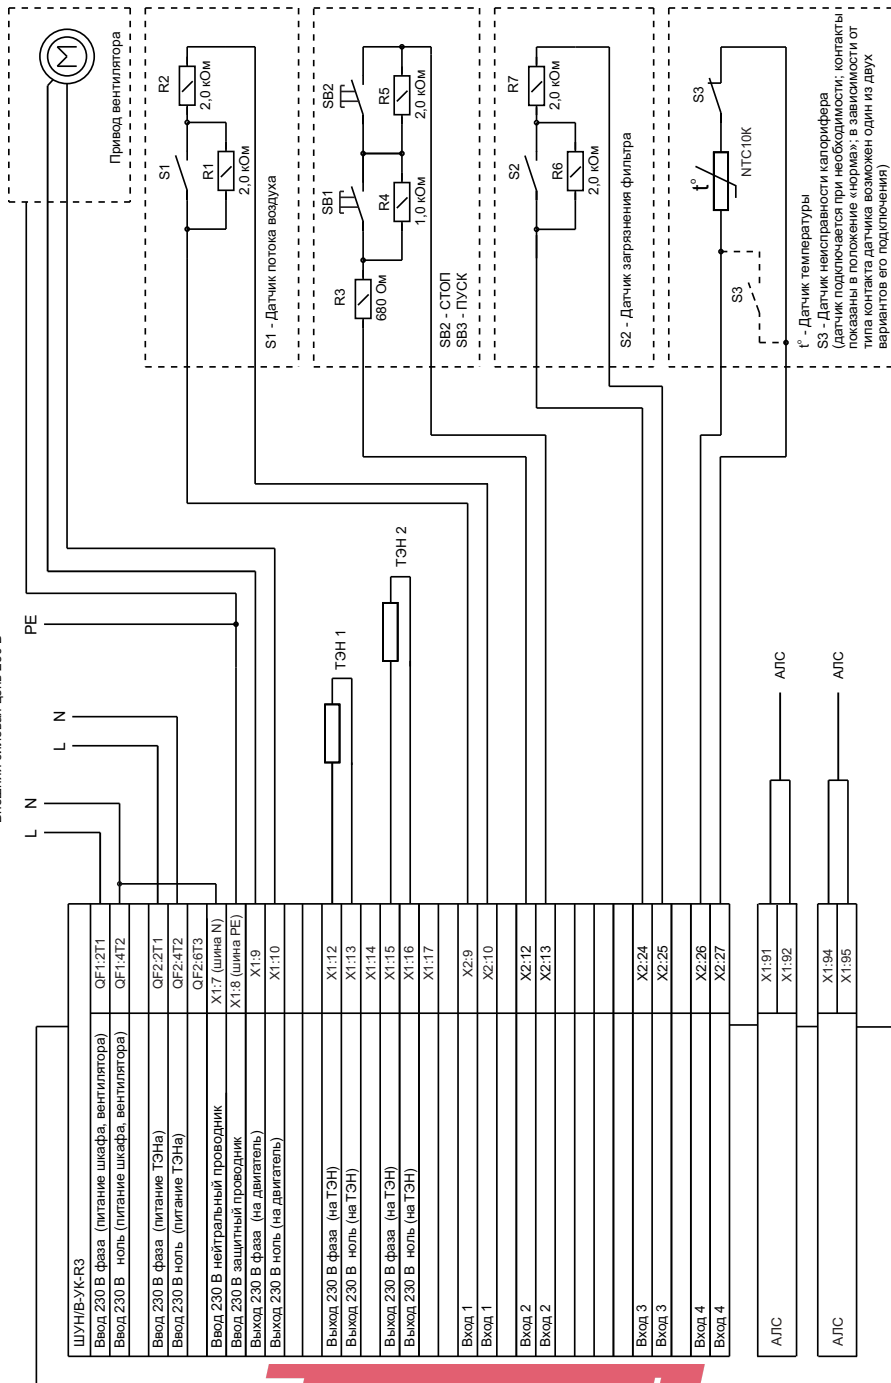 PE
L
N
L
N
ШУН/В-УК-R3
Ввод 230 В фаза (питание шкафа, вентилятора)
QF1:2T1
Ввод 230 В ноль (питание шкафа, вентилятора)
QF1:4T2
Ввод 230 В фаза (питание ТЭНа)
QF2:2T1
Ввод 230 В ноль (питание ТЭНа)
QF2:4T2
QF2:6T3
Ввод 230 В нейтральный проводник
X1:7 (шина N)
Ввод 230 В защитный проводник
X1:8 (шина PE)
Выход 230 В фаза (на двигатель)
X1:9
Выход 230 В ноль (на двигатель)
X1:10
Выход 230 В фаза (на ТЭН)
X1:12
Выход 230 В ноль (на ТЭН)
X1:13
X1:14
Выход 230 В фаза (на ТЭН)
X1:15
Выход 230 В ноль (на ТЭН)
X1:16
X1:17
Вход 1
X2:9
Вход 1
X2:10
Вход 2
X2:12
Вход 2
X2:13
Вход 3
X2:24
Вход 3
X2:25
Вход 4
X2:26
Вход 4
X2:27
АЛС
X1:91
X1:92
АЛС
АЛС
X1:94
X1:95
АЛС
ТЭН 1
ТЭН 2
M
Привод вентилятора
S1
R2
2,0 кОм
R1
2,0 кОм
S1 - Датчик потока воздуха
R3
680 Ом
SB1
R4
1,0 кОм
SB2
R5
2,0 кОм
SB2 - СТОП
SB3 - ПУСК
S2
R7
2,0 кОм
R6
2,0 кОм
S2 - Датчик загрязнения фильтра
S3
t°
NTC10K
S3
t° - Датчик температуры
S3 - Датчик неисправности калорифера
(датчик подключается при необходимости; контакты
показаны в положение «норма»; в зависимости от
типа контакта датчика возможен один из двух
вариантов его подключения)